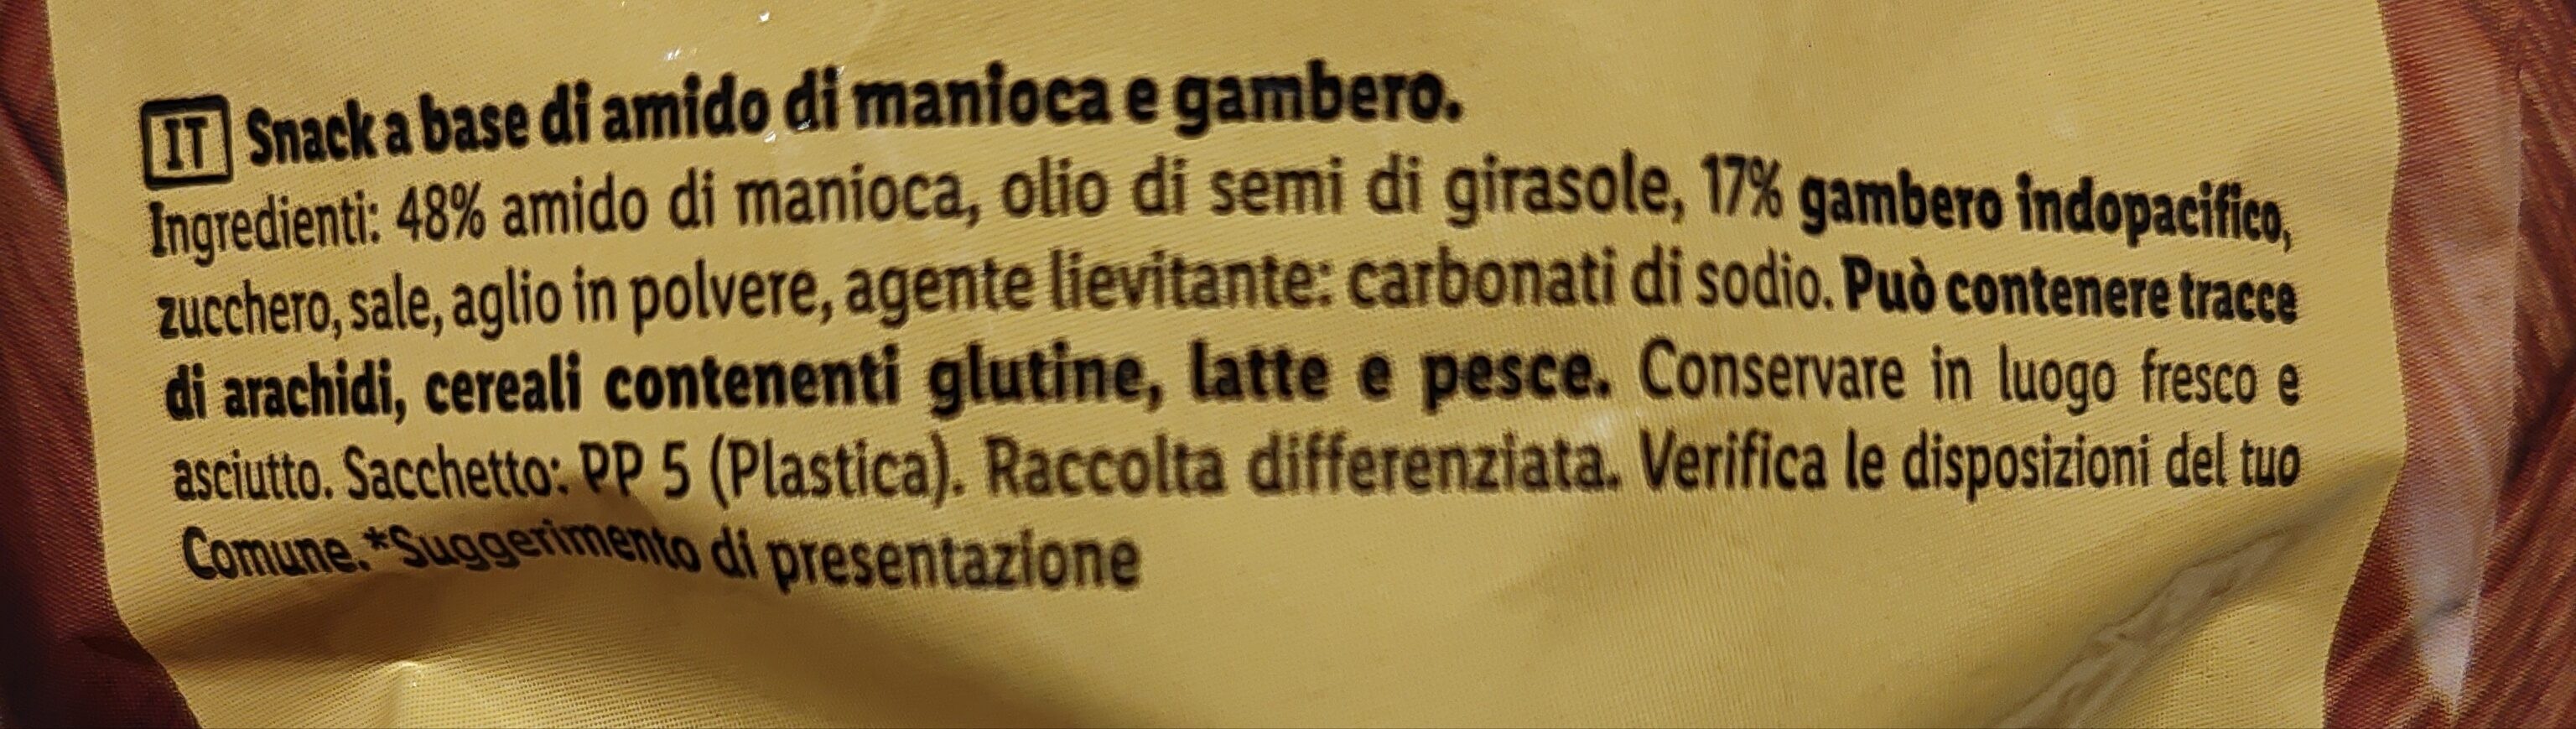 IT Snack a base di amido di manioca e gambero.
Ingredienti: 48% amido di manioca, olio di semi di girasole, 17% gambero indopacifico,
zucchero, sale, aglio in polvere, agente lievitante: carbonati di sodio. Può contenere tracce
di arachidi, cereali contenenti glutine, latte e pesce. Conservare in luogo fresco e
asciutto. Sacchetto: PP 5 (Plastica). Raccolta differenziata. Verifica le disposizioni del tuo
Comune.*Suggerimento di presentazione